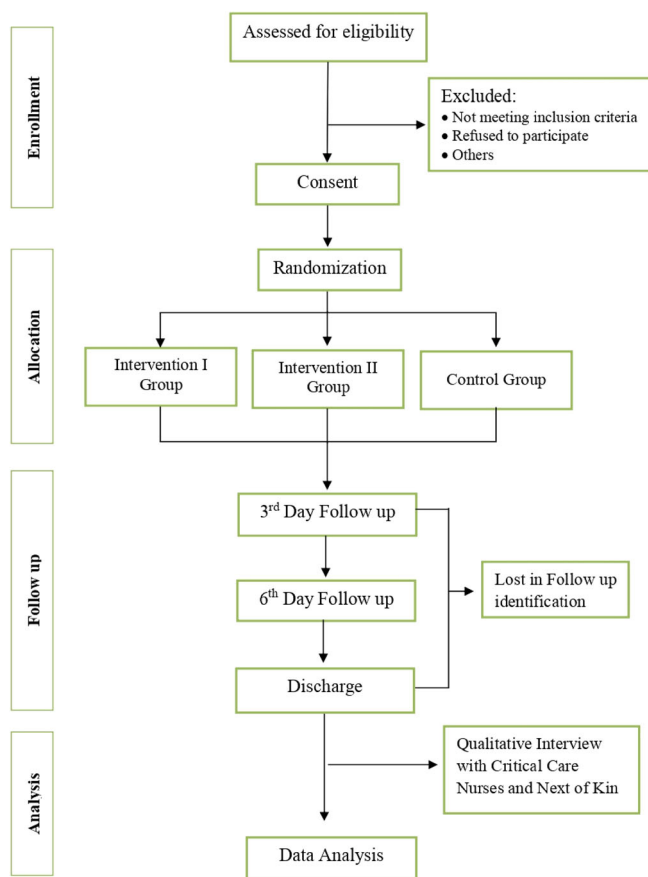 Enrollment
Assessed for eligibility
Excluded:
● Not meeting inclusion criteria
● Refused to participate
● Others
Consent
Allocation
Randomization
Intervention I
Group
Intervention II
Group
Control Group
Follow up
3rd Day Follow up
6th Day Follow up
Lost in Follow up
identification
Discharge
Analysis
Qualitative Interview
with Critical Care
Nurses and Next of Kin
Data Analysis